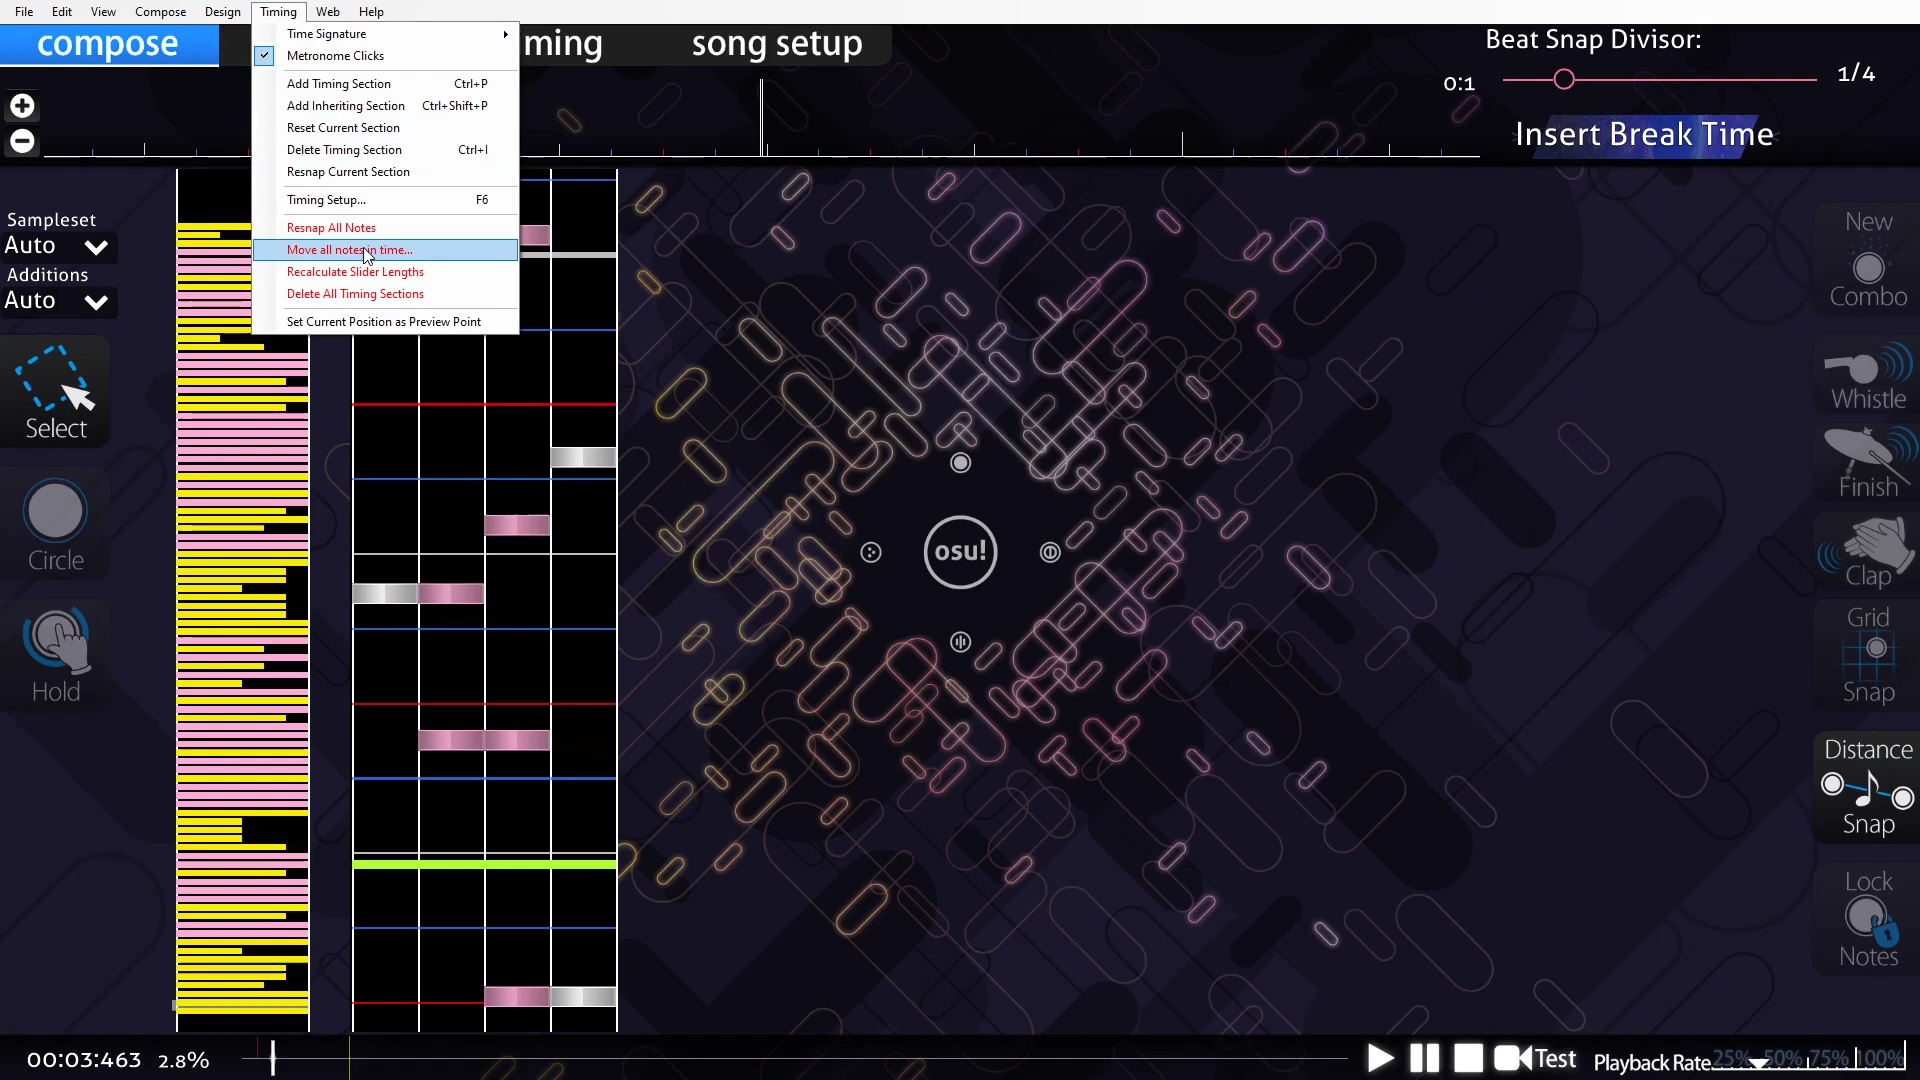 File Edit View Compose Design Timing Web Help
compose ming song setup
Time Signature
Metronome Clicks
Add Timing Section Ctrl+P
Add Inheriting Section Ctrl+Shift+P
Reset Current Section
Delete Timing Section Ctrl+I
Resnap Current Section
Timing Setup... F6
Resnap All Notes
Move all notes in time...
Recalculate Slider Lengths
Delete All Timing Sections
Set Current Position as Preview Point
Beat Snap Divisor:
0:1 1/4
Insert Break Time
Sampleset
Auto
Additions
Auto
Select
Circle
Hold
osu!
New
Combo
Whistle
Finish
Clap
Grid
Snap
Distance
Snap
Lock
Notes
00:03:463 2.8%
Test
Playback Rate 25% 50% 75% 100%